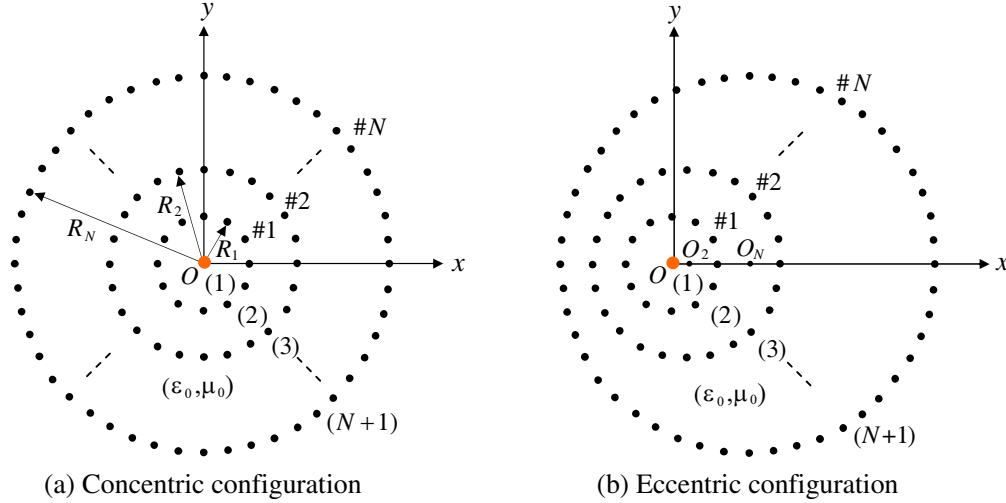 y
#N
#2
#1
R_2
R_N
R_1
O
(1)
x
(2)
(3)
(ε_0,μ_0)
(N+1)
(a) Concentric configuration
y
#N
#2
#1
O_2
O_N
O
(1)
x
(2)
(3)
(ε_0,μ_0)
(N+1)
(b) Eccentric configuration